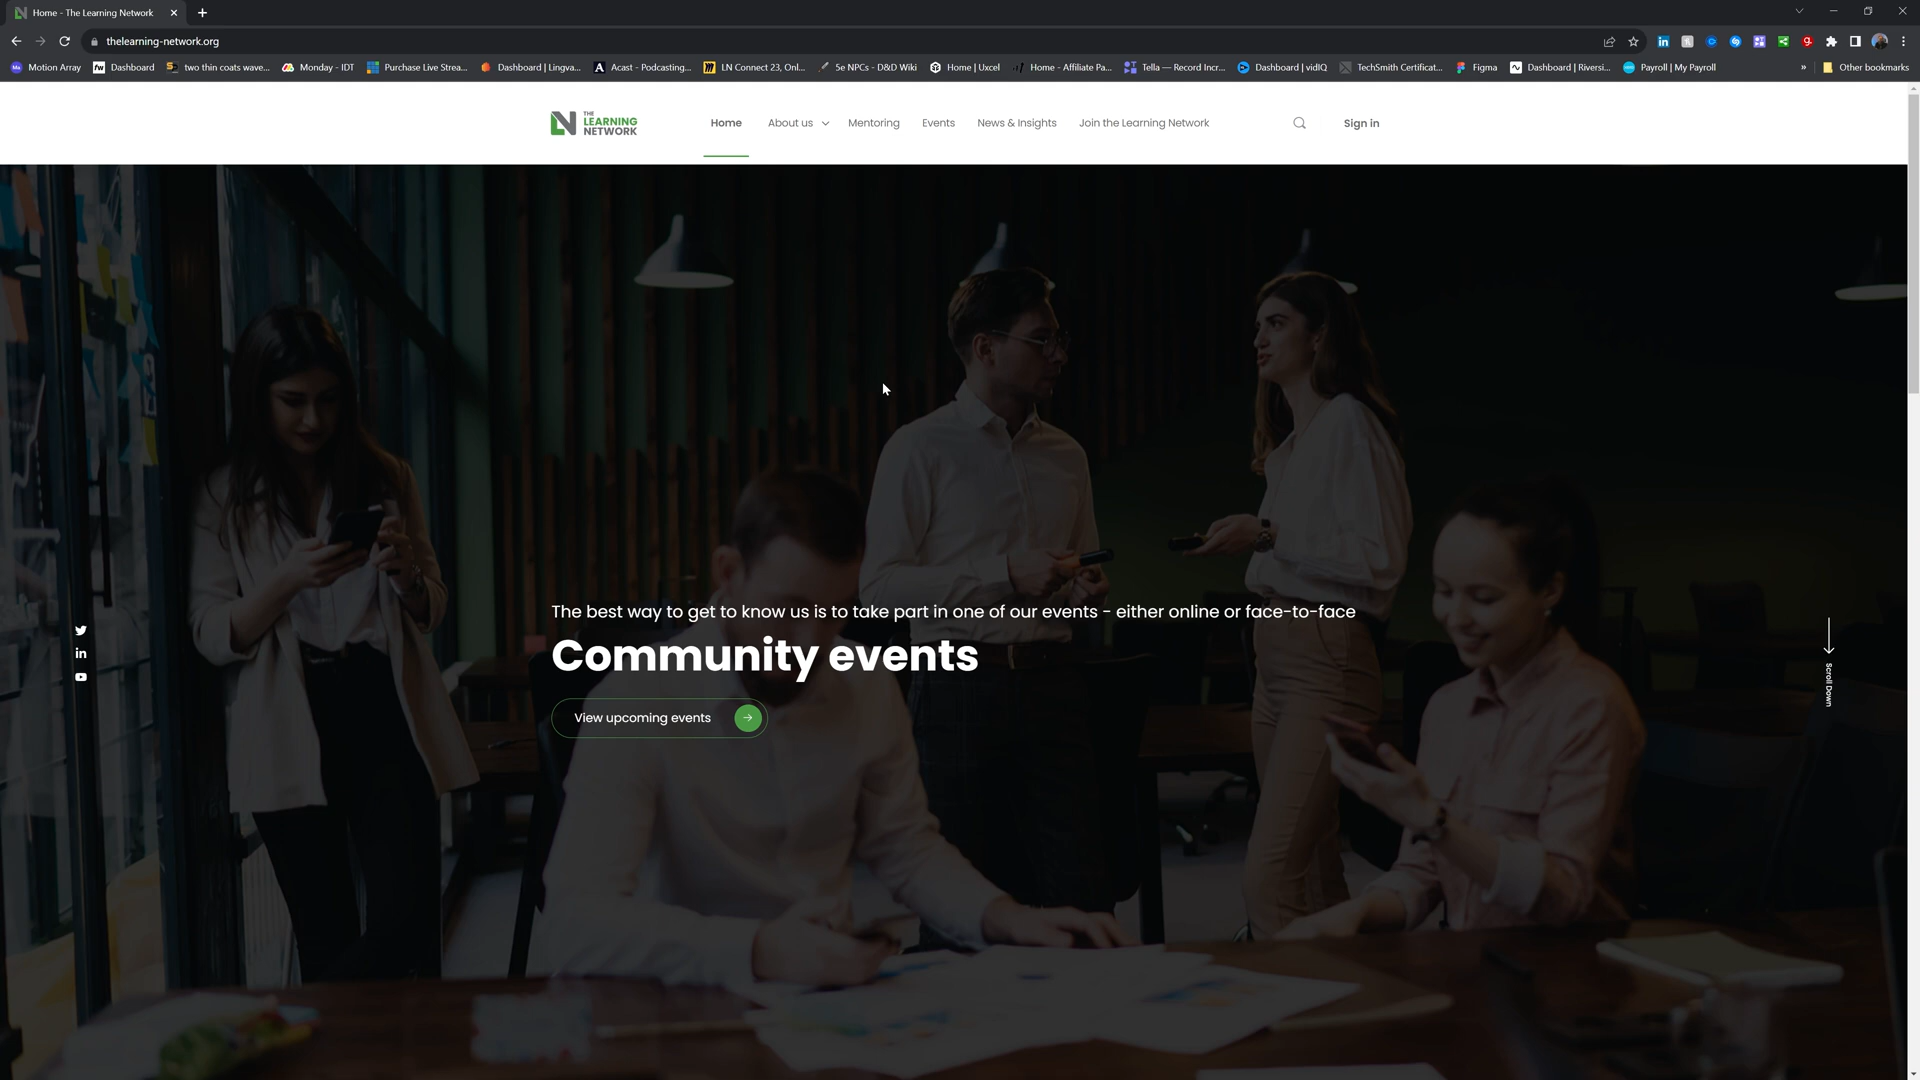 Home - The Learning Network
thelearning-network.org
Motion Array
Dashboard
two thin coats wave...
Monday - IDT
Purchase Live Strea...
Dashboard | Lingva...
Acast - Podcasting...
LN Connect 23, Onl...
5e NPCs - D&D Wiki
Home | Uxcel
Home - Affiliate Pa...
Tella — Record Incr...
Dashboard | vidIQ
TechSmith Certificat...
Figma
Dashboard | Riversi...
Payroll | My Payroll
»
Other bookmarks
THE
LEARNING
NETWORK
Home
About us
Mentoring
Events
News & Insights
Join the Learning Network
Sign in
The best way to get to know us is to take part in one of our events - either online or face-to-face
Community events
View upcoming events
Scroll Down